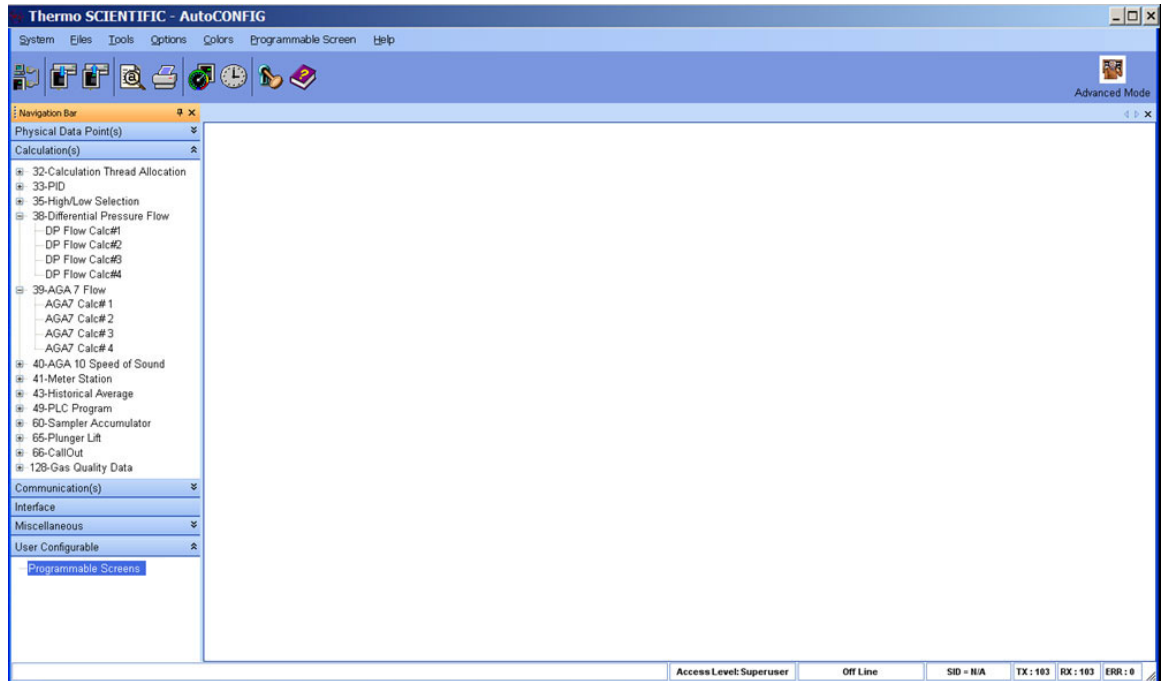 Thermo SCIENTIFIC - AutoCONFIG
System Files Tools Options Colors Programmable Screen Help
Advanced Mode
Navigation Bar
Physical Data Point(s)
Calculation(s)
32-Calculation Thread Allocation
33-PID
35-High/Low Selection
38-Differential Pressure Flow
DP Flow Calc#1
DP Flow Calc#2
DP Flow Calc#3
DP Flow Calc#4
39-AGA 7 Flow
AGA7 Calc# 1
AGA7 Calc# 2
AGA7 Calc# 3
AGA7 Calc# 4
40-AGA 10 Speed of Sound
41-Meter Station
43-Historical Average
49-PLC Program
60-Sampler Accumulator
65-Plunger Lift
66-CallOut
128-Gas Quality Data
Communication(s)
Interface
Miscellaneous
User Configurable
Programmable Screens
Access Level: Superuser Off Line SID = N/A TX : 103 RX : 103 ERR : 0